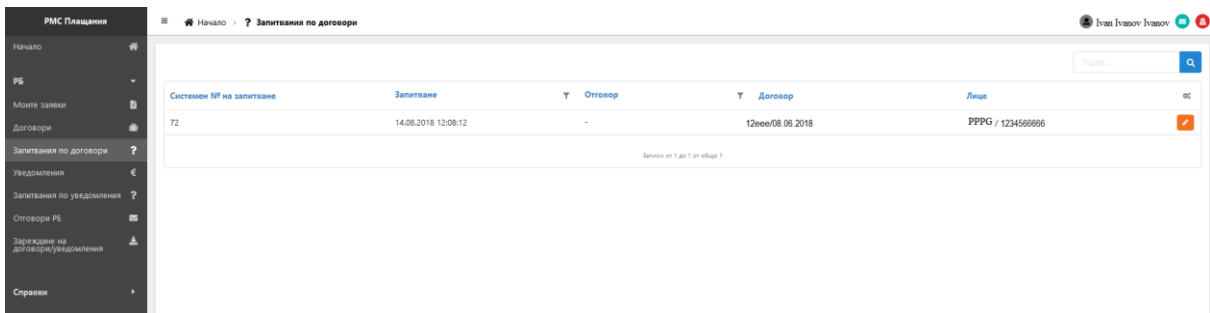 РМС Плащания
Начало > ? Запитвания по договори
Ivan Ivanov Ivanov
Начало
РБ
Моите заявки
Договори
Запитвания по договори ?
Уведомления €
Запитвания по уведомления ?
Отговори РБ
Зареждане на
договори/уведомления
Справки
Търси ...
Системен № на запитване Запитване Отговор Договор Лице
72 14.08.2018 12:08:12 - 12eee/08.06.2018 PPPG / 1234566666
Записи от 1 до 1 от общо 1